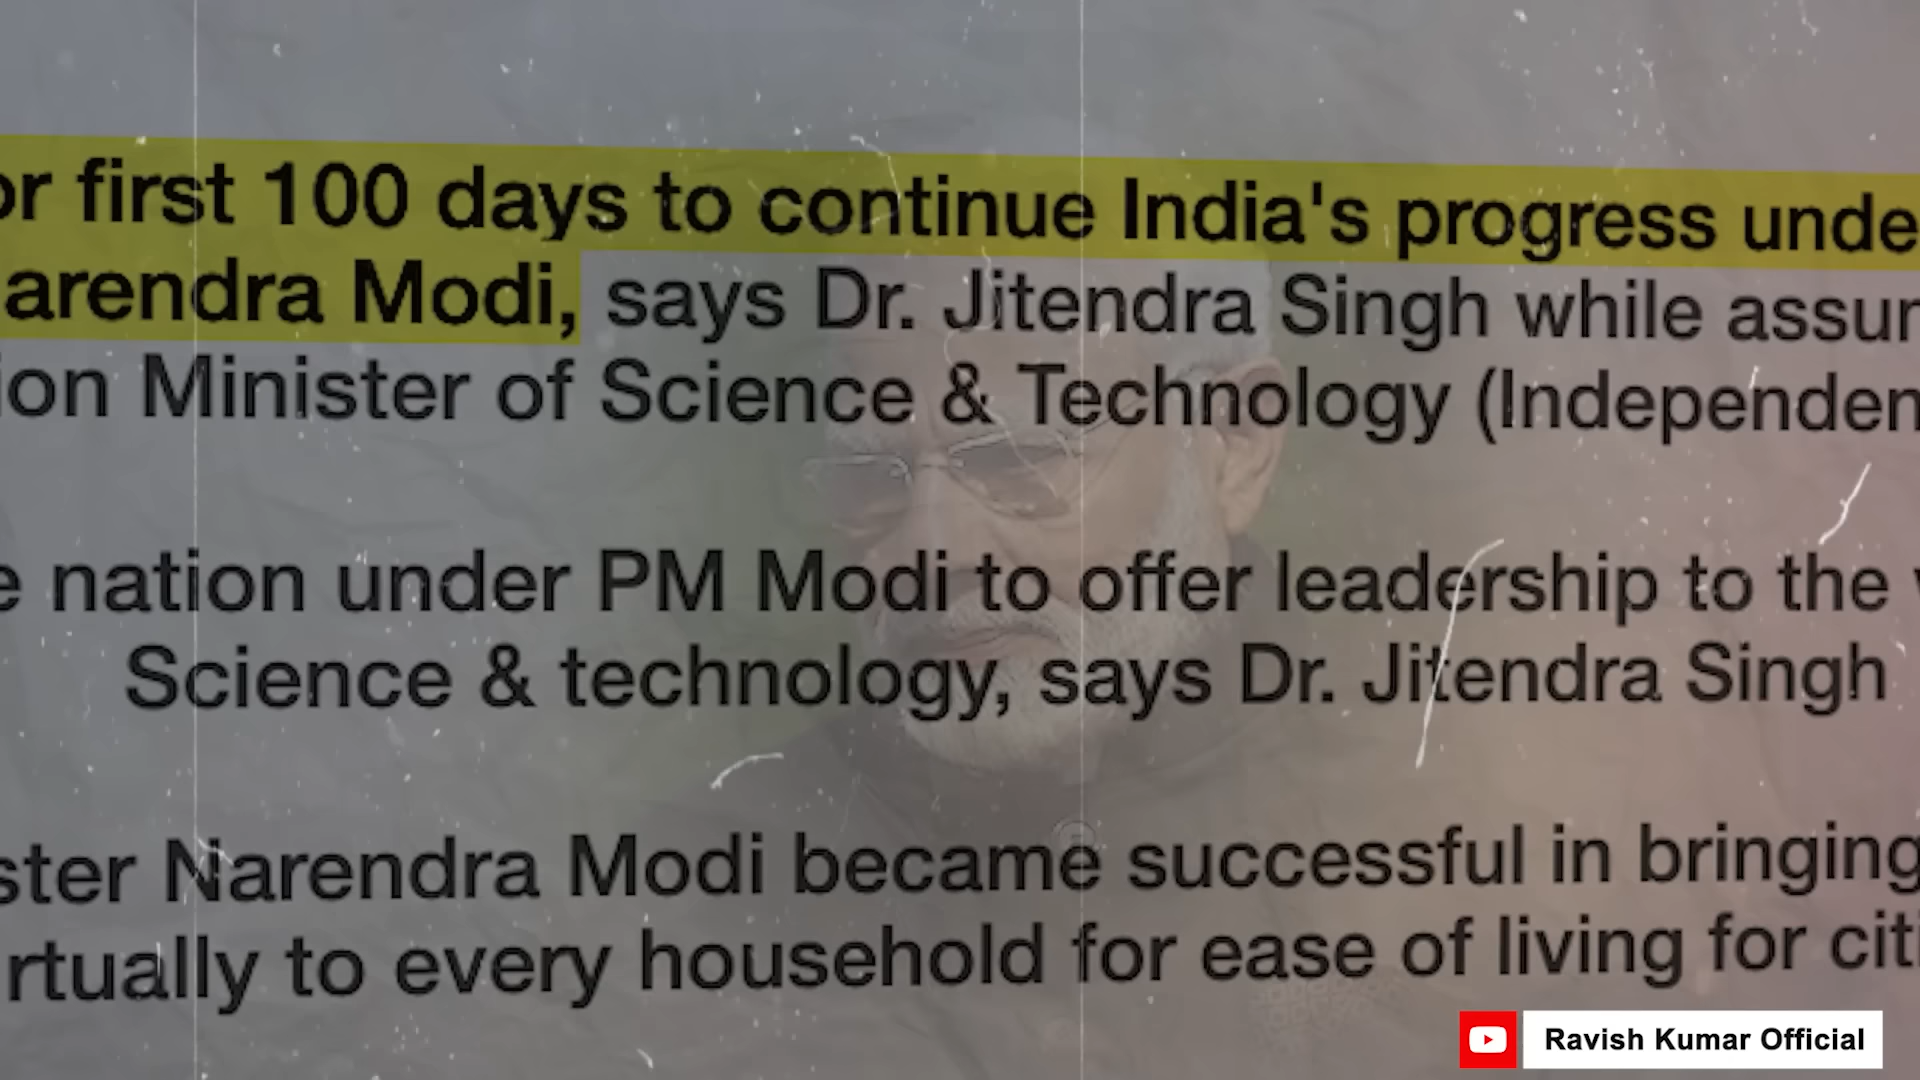 or first 100 days to continue India's progress unde
arendra Modi, says Dr. Jitendra Singh while assu
ion Minister of Science & Technology (Independen
e nation under PM Modi to offer leadership to the
Science & technology, says Dr. Jitendra Singh
ster Narendra Modi became successful in bringing
rtually to every household for ease of living for cit
Ravish Kumar Official